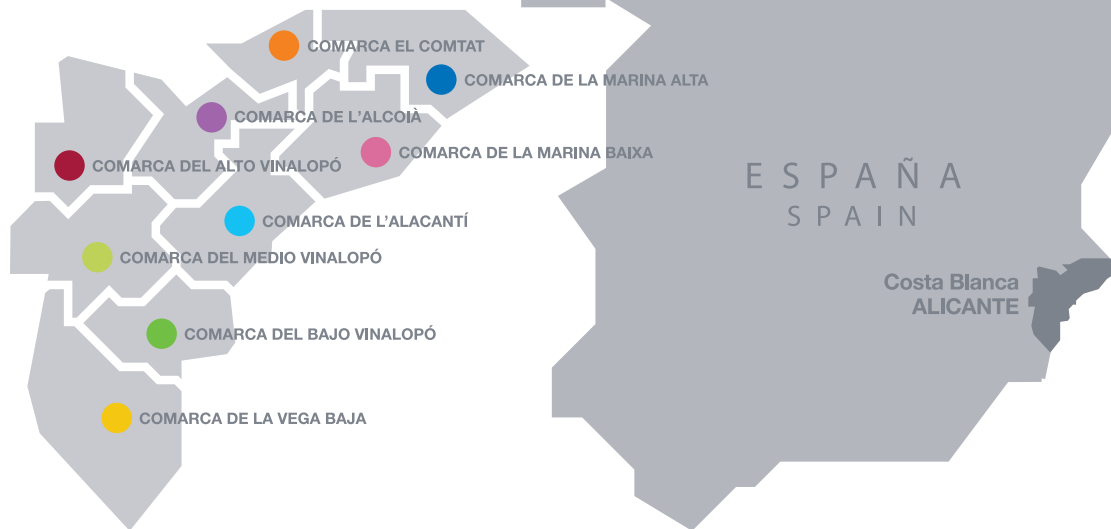 COMARCA EL COMTAT
COMARCA DE LA MARINA ALTA
COMARCA DE L'ALCOIÀ
COMARCA DE LA MARINA BAIXA
COMARCA DEL ALTO VINALOPÓ
COMARCA DE L'ALACANTÍ
COMARCA DEL MEDIO VINALOPÓ
COMARCA DEL BAJO VINALOPÓ
COMARCA DE LA VEGA BAJA
ESPAÑA
SPAIN
Costa Blanca
ALICANTE